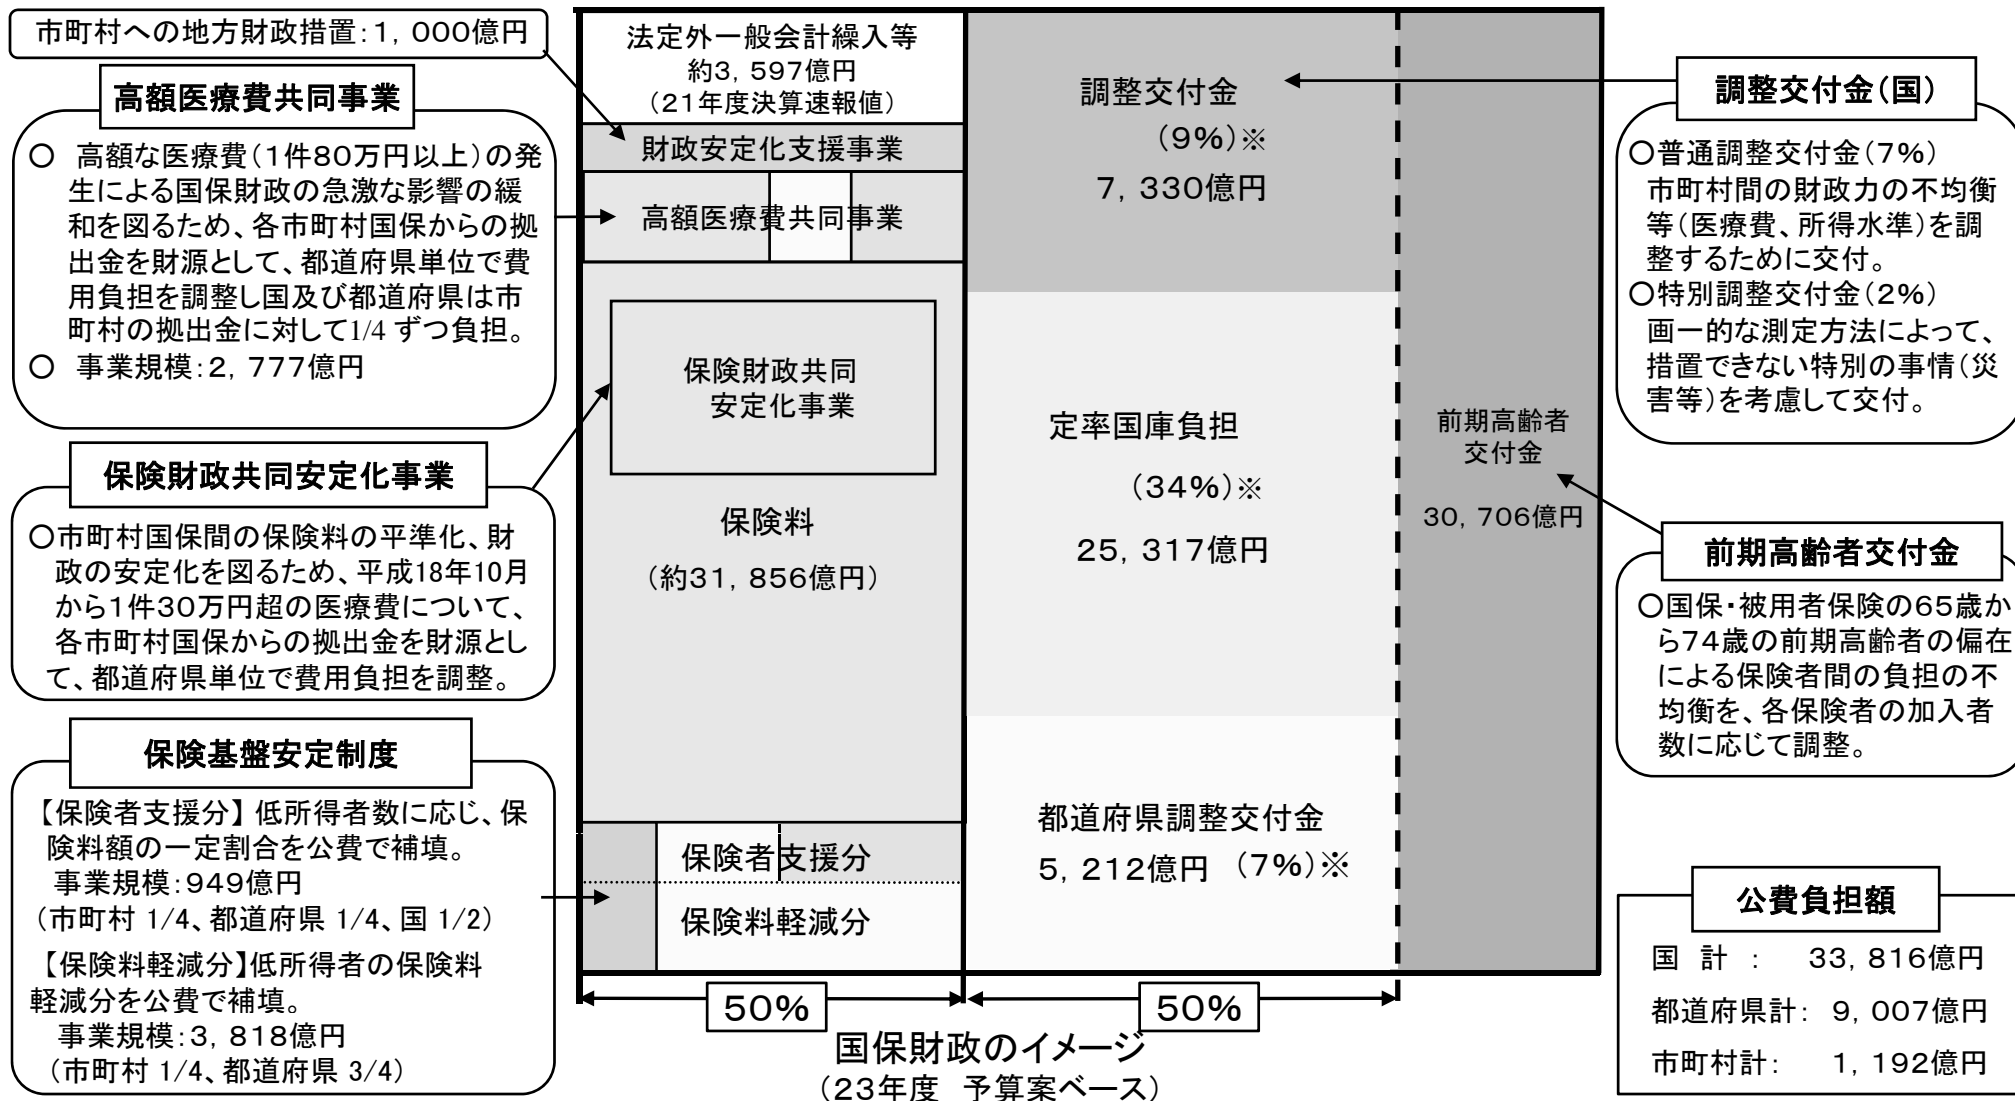 市町村への地方財政措置：１，０００億円
高額医療費共同事業
○ 高額な医療費（１件８０万円以上）の発
生による国保財政の急激な影響の緩
和を図るため、各市町村国保からの拠
出金を財源として、都道府県単位で費
用負担を調整し国及び都道府県は市
町村の拠出金に対して1/4 ずつ負担。
○ 事業規模：２，７７７億円
保険財政共同安定化事業
○市町村国保間の保険料の平準化、財
政の安定化を図るため、平成１８年１０月
から１件３０万円超の医療費について、
各市町村国保からの拠出金を財源とし
て、都道府県単位で費用負担を調整。
保険基盤安定制度
【保険者支援分】 低所得者数に応じ、保
険料額の一定割合を公費で補填。
事業規模：９４９億円
（市町村 1/4、都道府県 1/4、国 1/2）
【保険料軽減分】低所得者の保険料
軽減分を公費で補填。
事業規模：３，８１８億円
（市町村 1/4、都道府県 3/4）
法定外一般会計繰入等
約３，５９７億円
（２１年度決算速報値）
財政安定化支援事業
高額医療費共同事業
保険財政共同
安定化事業
保険料
（約３１，８５６億円）
保険者支援分
保険料軽減分
調整交付金
（９％）※
７，３３０億円
定率国庫負担
（３４％）※
２５，３１７億円
都道府県調整交付金
５，２１２億円 （７％）※
前期高齢者
交付金
３０，７０６億円
５０％
５０％
国保財政のイメージ
（２３年度 予算案ベース）
調整交付金（国）
○普通調整交付金（７％）
市町村間の財政力の不均衡
等（医療費、所得水準）を調
整するために交付。
○特別調整交付金（２％）
画一的な測定方法によって、
措置できない特別の事情（災
害等）を考慮して交付。
前期高齢者交付金
○国保・被用者保険の６５歳か
ら７４歳の前期高齢者の偏在
による保険者間の負担の不
均衡を、各保険者の加入者
数に応じて調整。
公費負担額
国 計 ： ３３，８１６億円
都道府県計： ９，００７億円
市町村計： １，１９２億円